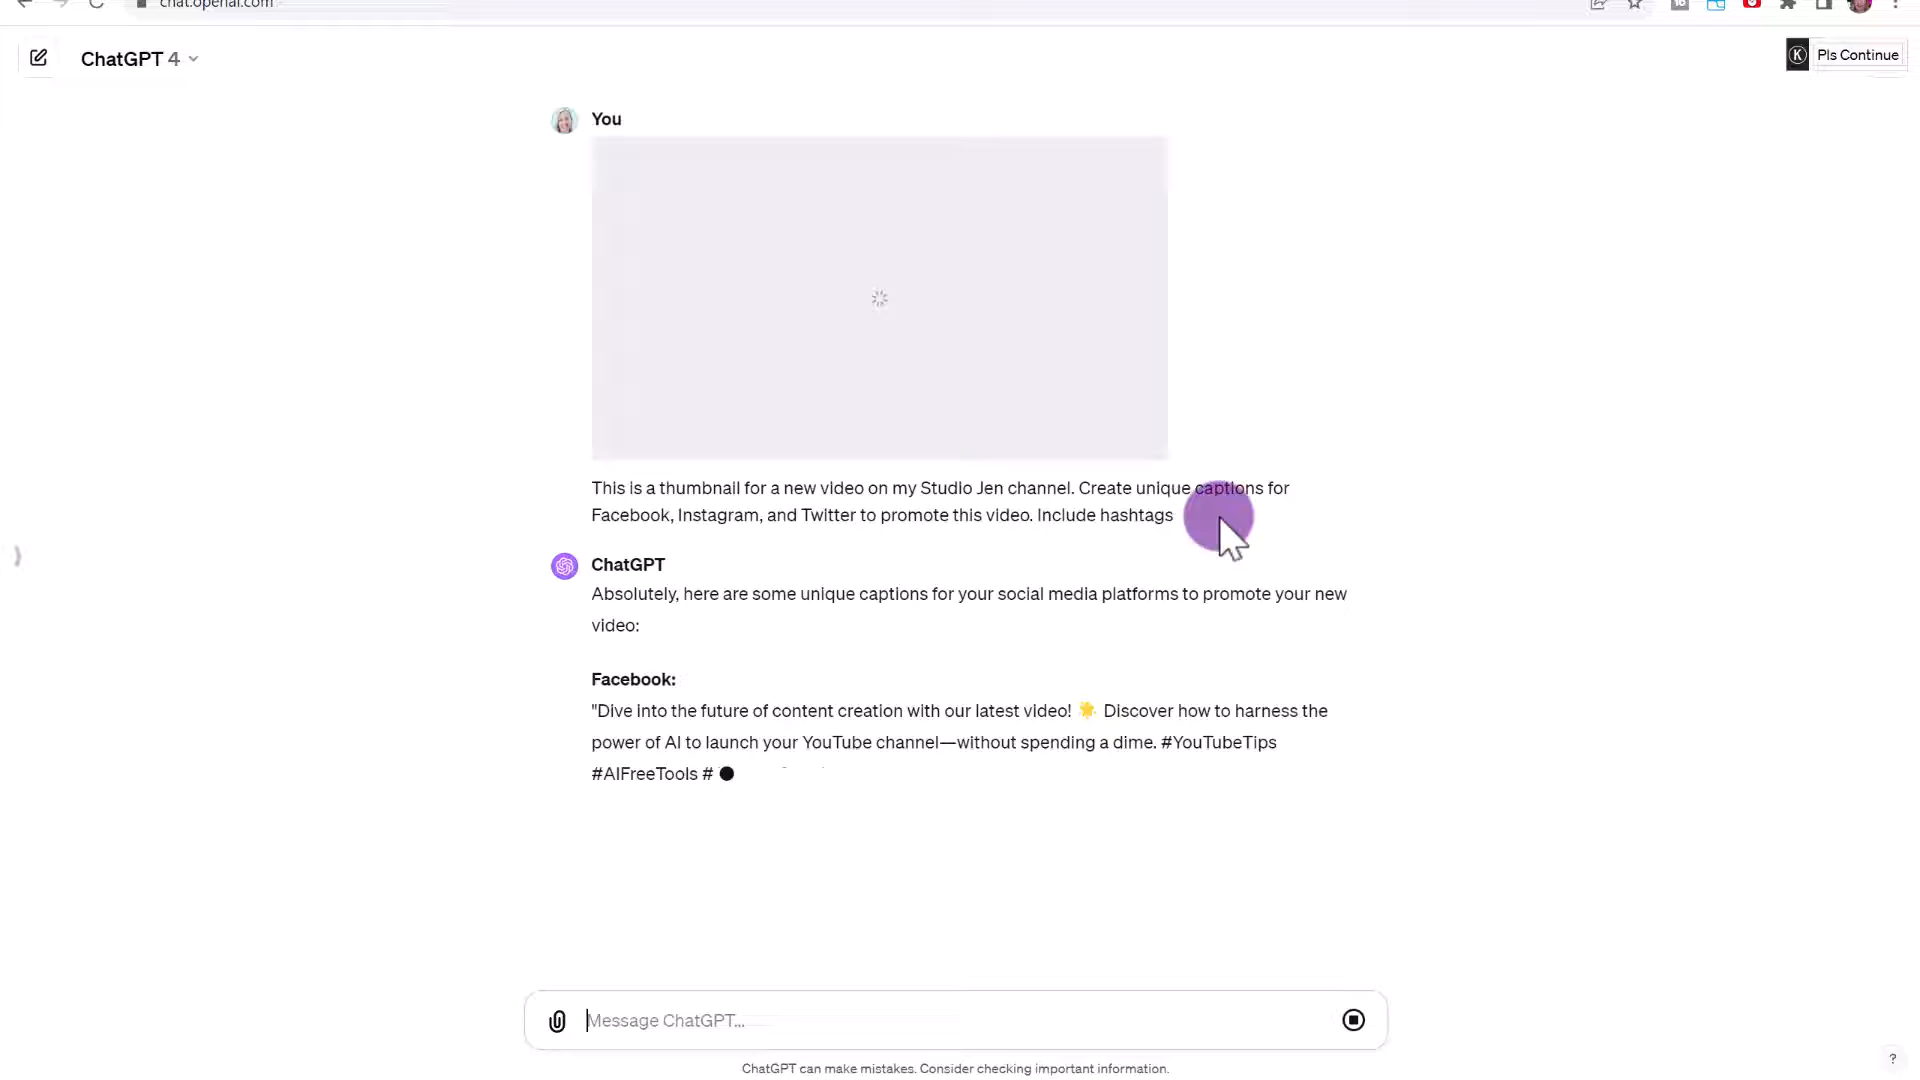 chat.openai.com
ChatGPT 4
Pls Continue
You
This is a thumbnail for a new video on my Studio Jen channel. Create unique captions for
Facebook, Instagram, and Twitter to promote this video. Include hashtags
ChatGPT
Absolutely, here are some unique captions for your social media platforms to promote your new
video:
Facebook:
"Dive into the future of content creation with our latest video! 🌟 Discover how to harness the
power of AI to launch your YouTube channel—without spending a dime. #YouTubeTips
#AIFreeTools #
Message ChatGPT...
ChatGPT can make mistakes. Consider checking important information.
?